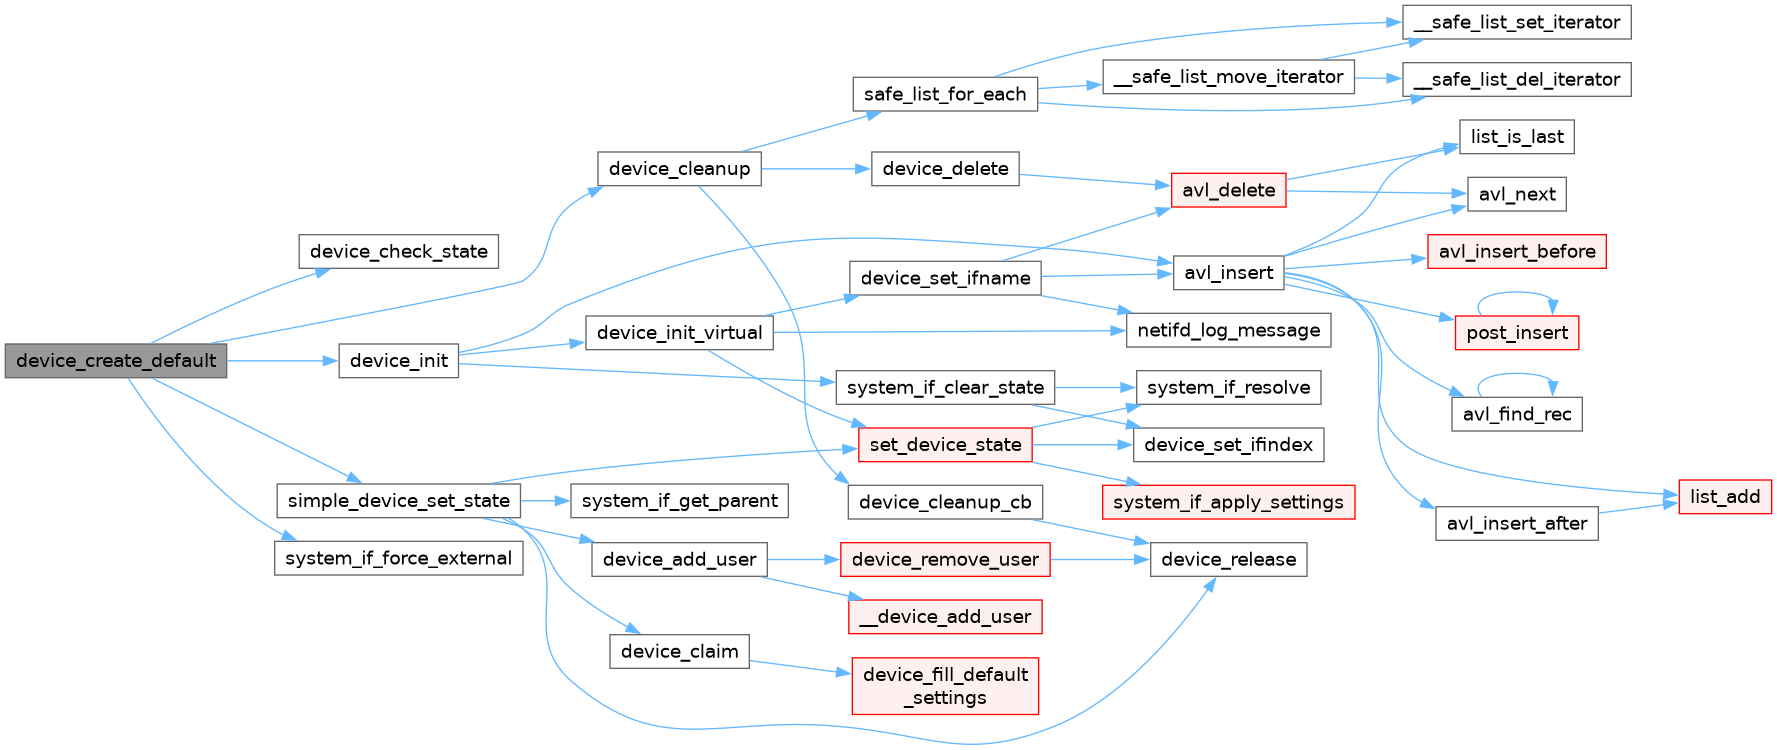 device_create_default
device_check_state
device_cleanup
device_init
simple_device_set_state
system_if_force_external
safe_list_for_each
device_delete
device_set_ifname
device_init_virtual
system_if_clear_state
set_device_state
device_cleanup_cb
system_if_get_parent
device_add_user
device_remove_user
__device_add_user
device_claim
device_fill_default
_settings
__safe_list_set_iterator
__safe_list_move_iterator
__safe_list_del_iterator
list_is_last
avl_delete
avl_next
avl_insert
avl_insert_before
netifd_log_message
post_insert
system_if_resolve
avl_find_rec
device_set_ifindex
system_if_apply_settings
list_add
avl_insert_after
device_release